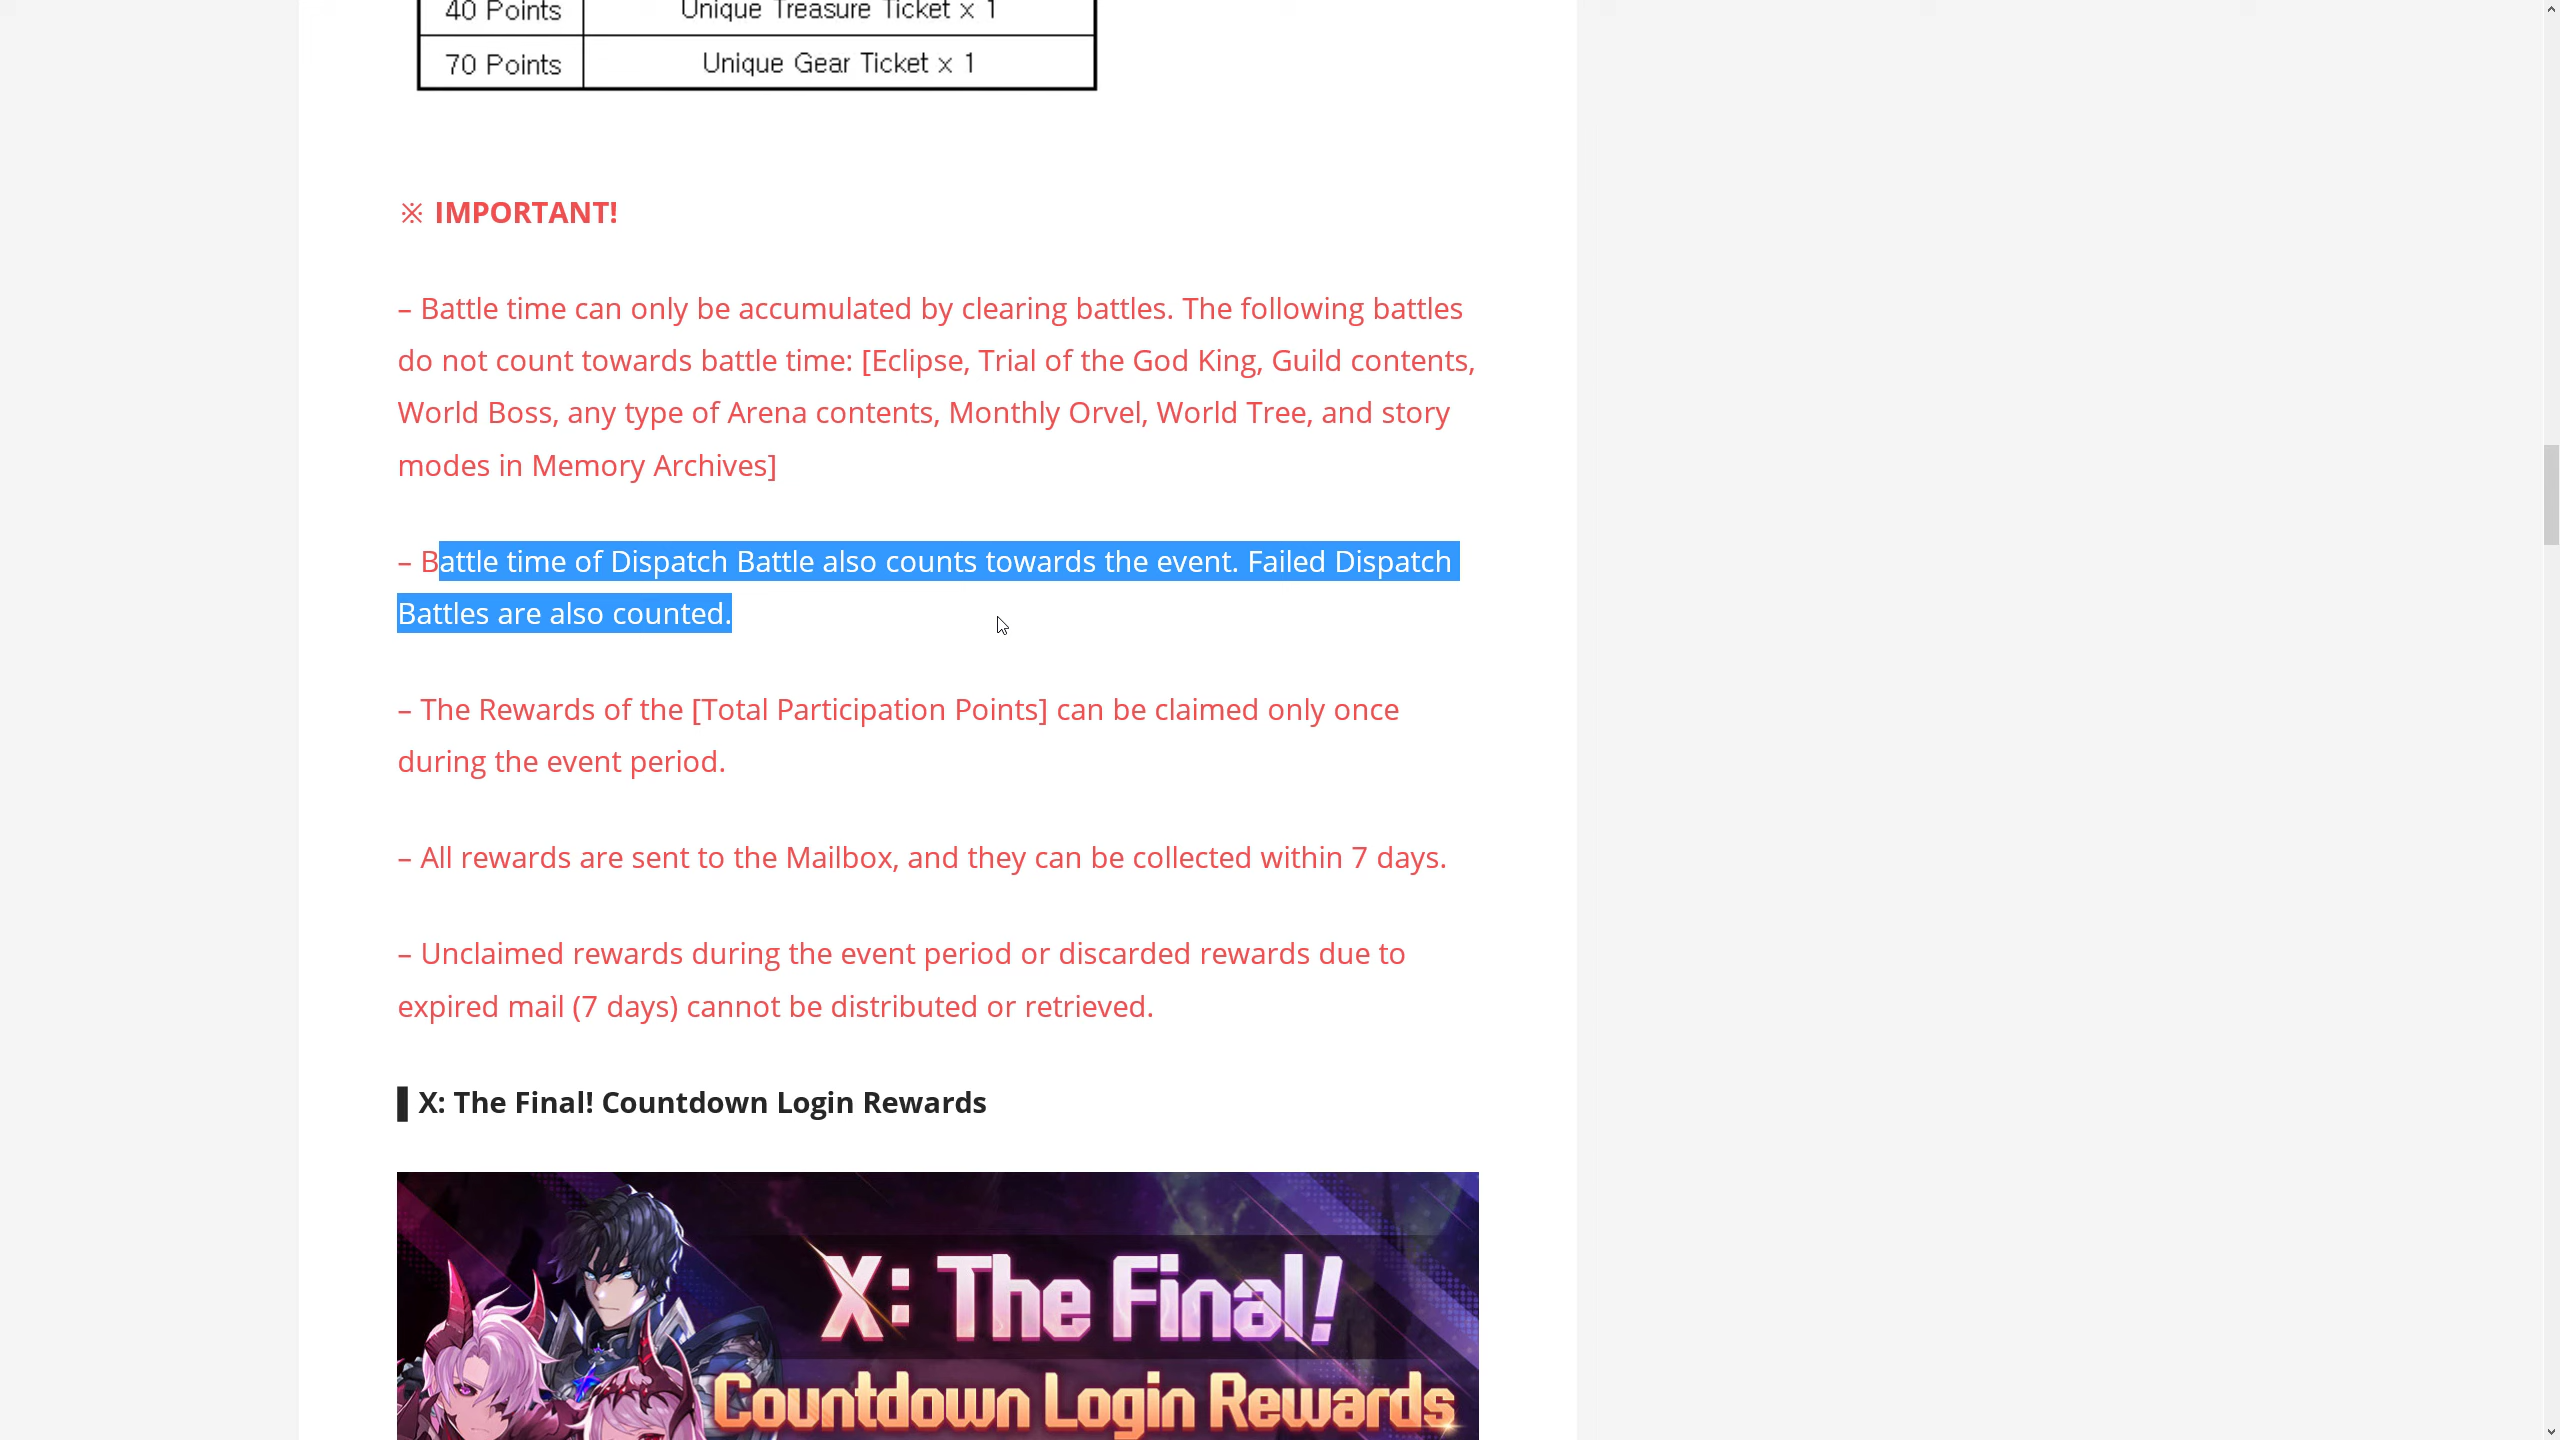 40 Points Unique Treasure Ticket x 1
70 Points Unique Gear Ticket x 1
※ IMPORTANT!
– Battle time can only be accumulated by clearing battles. The following battles
do not count towards battle time: [Eclipse, Trial of the God King, Guild contents,
World Boss, any type of Arena contents, Monthly Orvel, World Tree, and story
modes in Memory Archives]
– Battle time of Dispatch Battle also counts towards the event. Failed Dispatch
Battles are also counted.
– The Rewards of the [Total Participation Points] can be claimed only once
during the event period.
– All rewards are sent to the Mailbox, and they can be collected within 7 days.
– Unclaimed rewards during the event period or discarded rewards due to
expired mail (7 days) cannot be distributed or retrieved.
▌X: The Final! Countdown Login Rewards
X: The Final!
Countdown Login Rewards